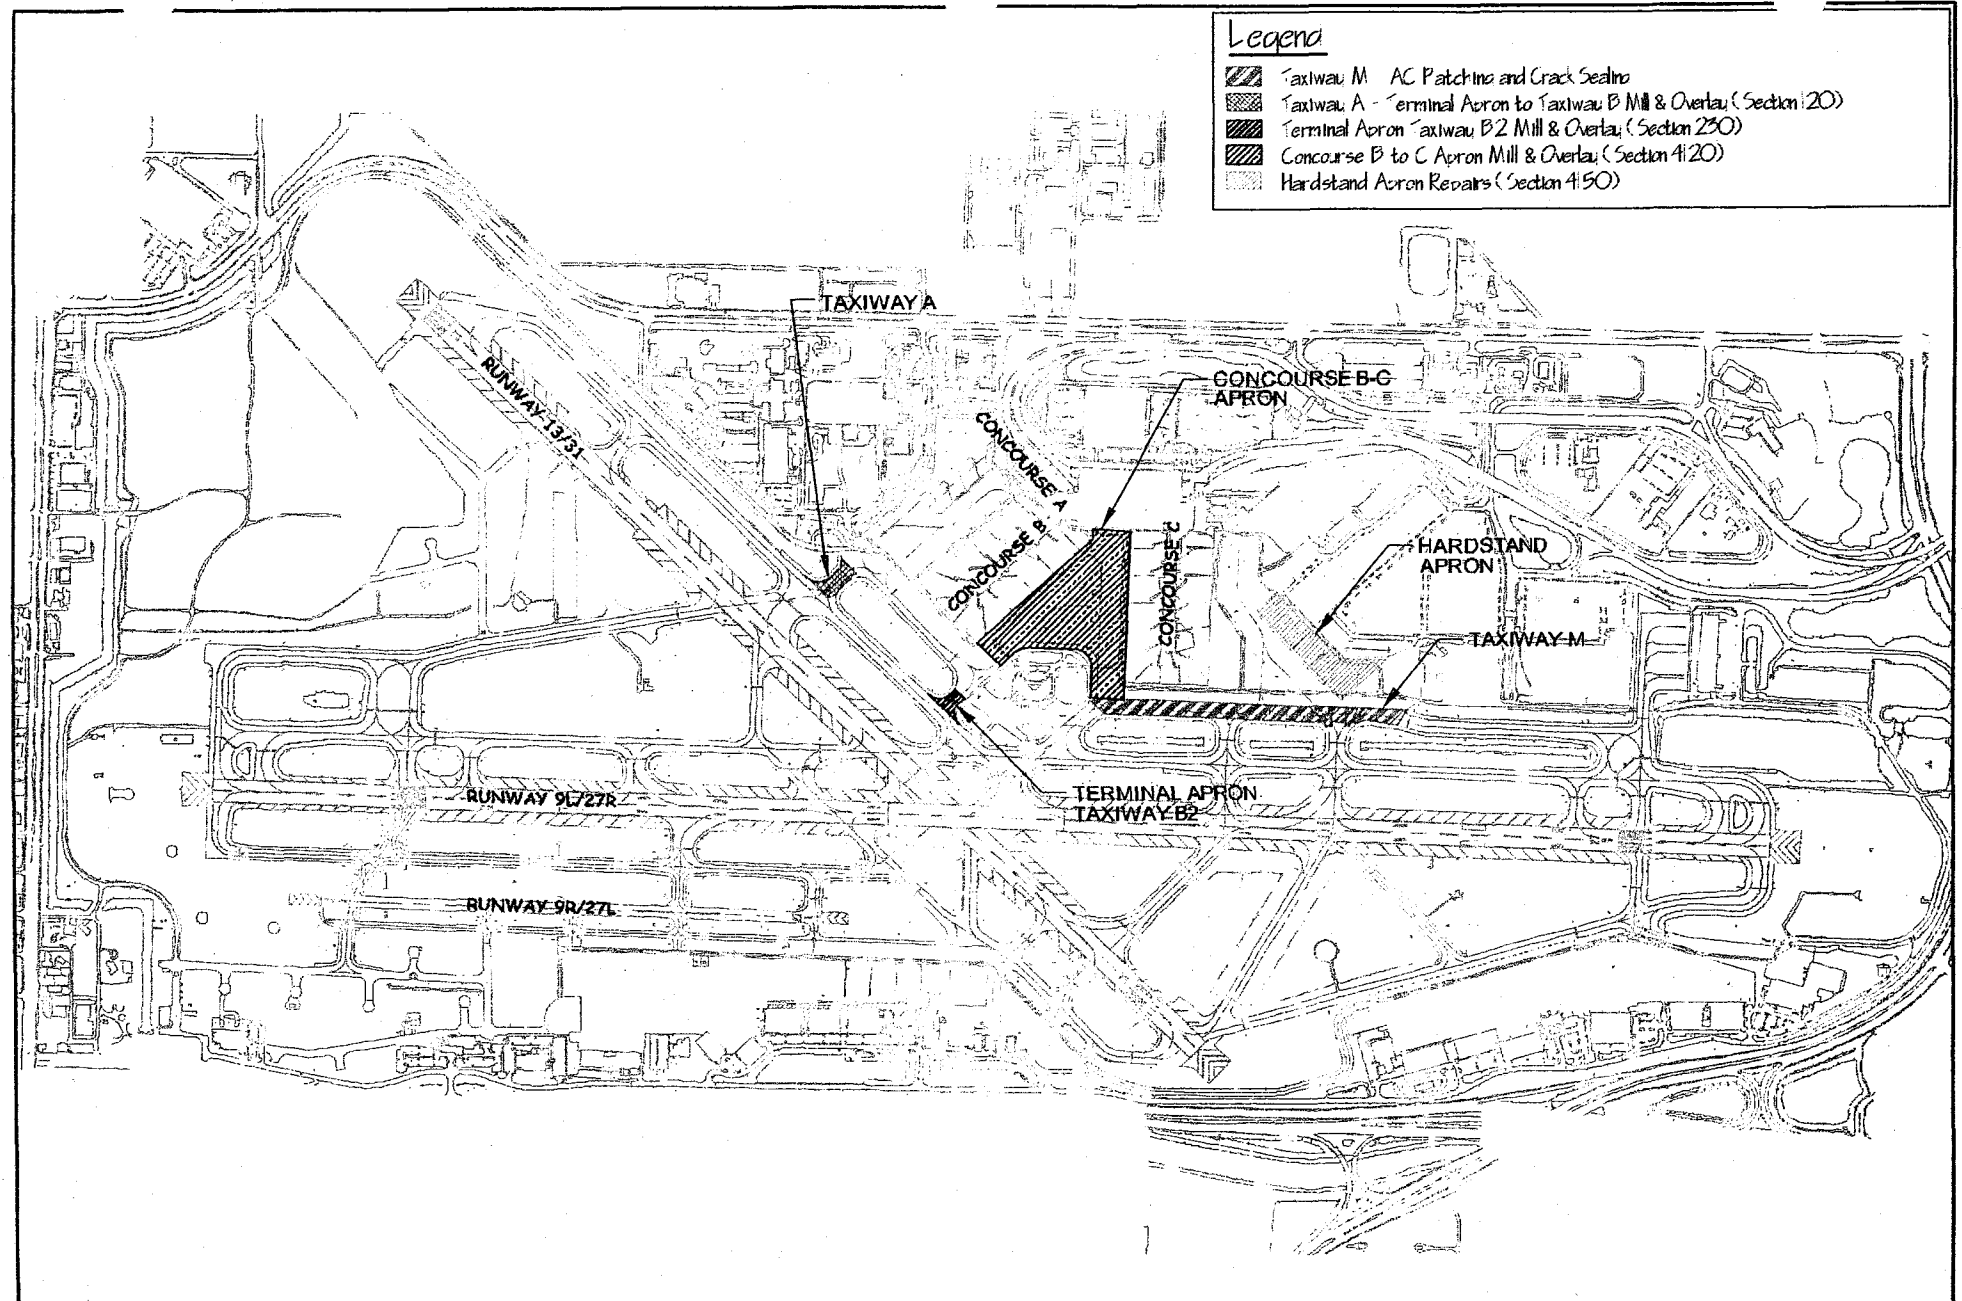 Legend
Taxiway M AC Patching and Crack Sealing
Taxiway A - Terminal Apron to Taxiway B Mill & Overlay (Section 120)
Terminal Apron Taxiway B2 Mill & Overlay (Section 230)
Concourse B to C Apron Mill & Overlay (Section 4120)
Hardstand Apron Repairs (Section 4150)
TAXIWAY A
RUNWAY 13/31
CONCOURSE B-C
APRON
CONCOURSE A
CONCOURSE B
CONCOURSE C
HARDSTAND
APRON
TAXIWAY M
TERMINAL APRON
TAXIWAY B2
RUNWAY 9L/27R
RUNWAY 9R/27L